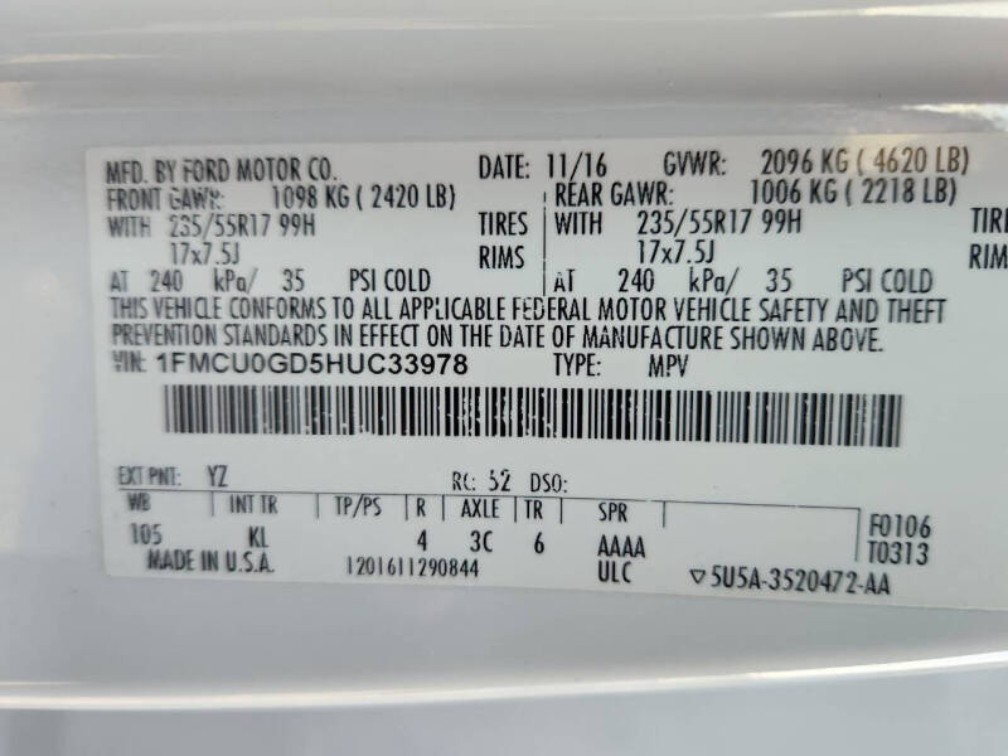 MFD. BY FORD MOTOR CO. DATE: 11/16 GVWR: 2096 KG ( 4620 LB)
FRONT GAWR: 1098 KG ( 2420 LB) REAR GAWR: 1006 KG ( 2218 LB)
WITH 235/55R17 99H TIRES WITH 235/55R17 99H TIRE
17x7.5J RIMS 17x7.5J RIM
AT 240 kPa/ 35 PSI COLD AT 240 kPa/ 35 PSI COLD
THIS VEHICLE CONFORMS TO ALL APPLICABLE FEDERAL MOTOR VEHICLE SAFETY AND THEFT
PREVENTION STANDARDS IN EFFECT ON THE DATE OF MANUFACTURE SHOWN ABOVE.
VIN: 1FMCU0GD5HUC33978 TYPE: MPV
EXT PNT: YZ RC: 52 DSO:
WB INT TR TP/PS R AXLE TR SPR
105 KL 4 3C 6 AAAA
F0106
T0313
MADE IN U.S.A. 1201611290844 ULC ▽5U5A-3520472-AA